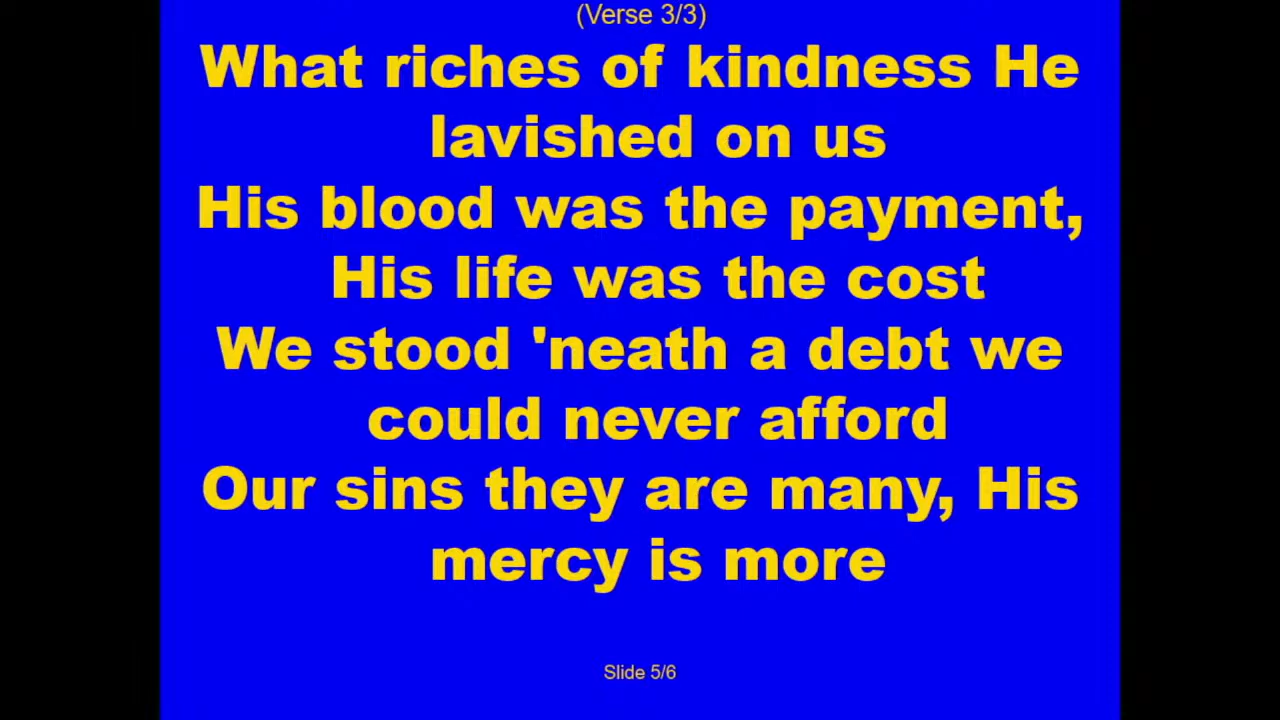 (Verse 3/3)
What riches of kindness He
lavished on us
His blood was the payment,
His life was the cost
We stood 'neath a debt we
could never afford
Our sins they are many, His
mercy is more
Slide 5/6